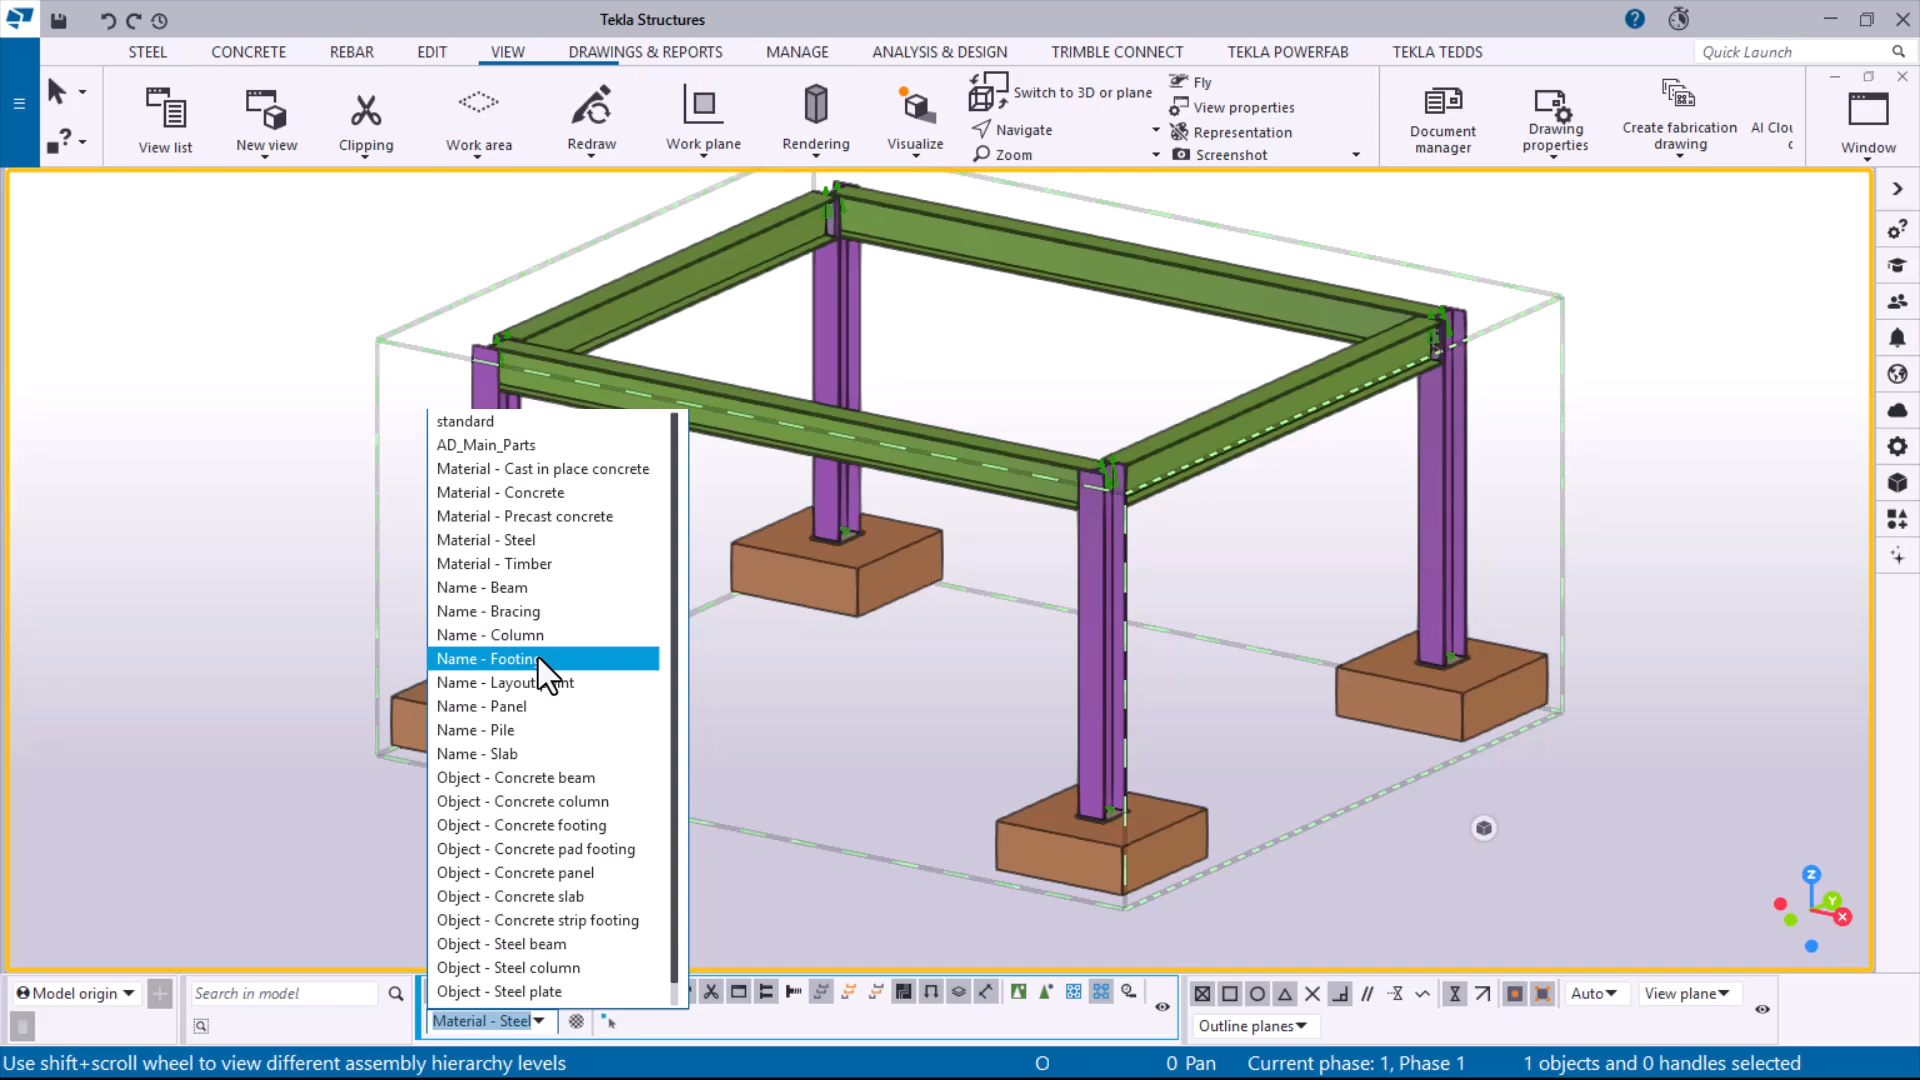 Tekla Structures
STEEL CONCRETE REBAR EDIT VIEW DRAWINGS & REPORTS MANAGE ANALYSIS & DESIGN TRIMBLE CONNECT TEKLA POWERFAB TEKLA TEDDS Quick Launch
View list
New view
Clipping
Work area
Redraw
Work plane
Rendering
Visualize
Switch to 3D or plane
Navigate
Zoom
Fly
View properties
Representation
Screenshot
Document
manager
Drawing
properties
Create fabrication
drawing
AI Clou
c
Window
standard
AD_Main_Parts
Material - Cast in place concrete
Material - Concrete
Material - Precast concrete
Material - Steel
Material - Timber
Name - Beam
Name - Bracing
Name - Column
Name - Footing
Name - Layout
Name - Panel
Name - Pile
Name - Slab
Object - Concrete beam
Object - Concrete column
Object - Concrete footing
Object - Concrete pad footing
Object - Concrete panel
Object - Concrete slab
Object - Concrete strip footing
Object - Steel beam
Object - Steel column
Object - Steel plate
Z
Y
X
Model origin
Search in model
Material - Steel
Auto
View plane
Outline planes
Use shift+scroll wheel to view different assembly hierarchy levels
O
0 Pan
Current phase: 1, Phase 1
1 objects and 0 handles selected